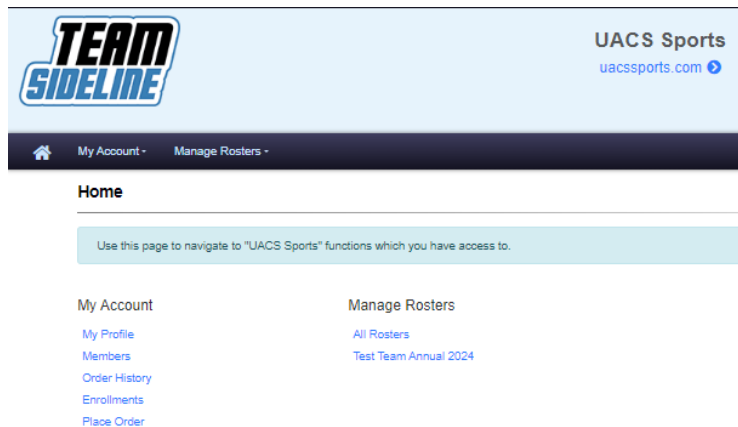 TEAM
SIDELINE
UACS Sports
uacssports.com
My Account
Manage Rosters
Home
Use this page to navigate to "UACS Sports" functions which you have access to.
My Account
My Profile
Members
Order History
Enrollments
Place Order
Manage Rosters
All Rosters
Test Team Annual 2024